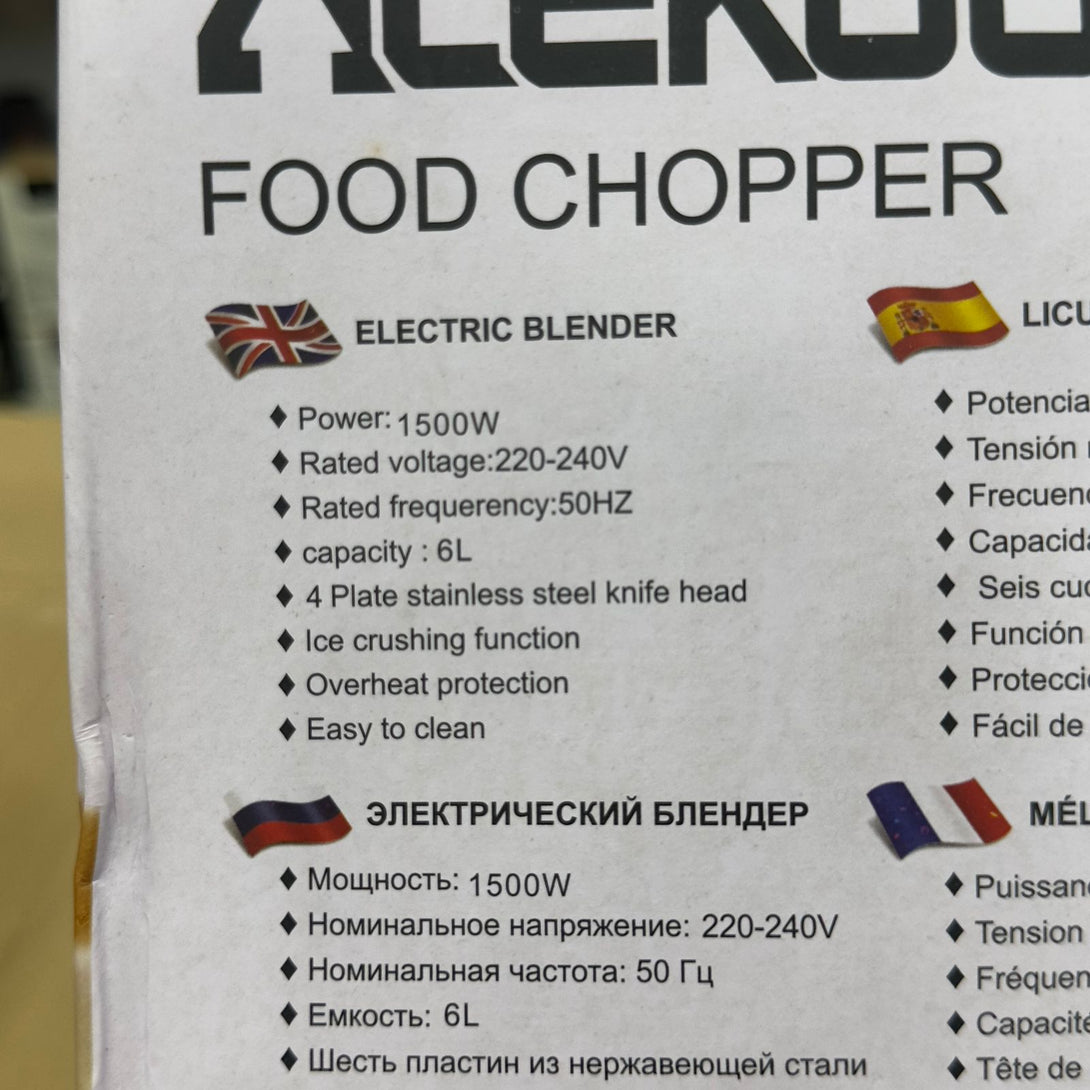 FOOD CHOPPER
ELECTRIC BLENDER
♦ Power: 1500W
♦ Rated voltage:220-240V
♦ Rated frequerency:50HZ
♦ capacity : 6L
♦ 4 Plate stainless steel knife head
♦ Ice crushing function
♦ Overheat protection
♦ Easy to clean
♦ Potencia
♦ Tensión
♦ Seis
♦ Función
♦ Fácil de
ЭЛЕКТРИЧЕСКИЙ БЛЕНДЕР
♦ Мощность: 1500W
♦ Номинальное напряжение: 220-240V
♦ Номинальная частота: 50 Гц
♦ Емкость: 6L
♦ Шесть пластин из нержавеющей стали
♦ Tension
♦ Capacité
♦ Tête de